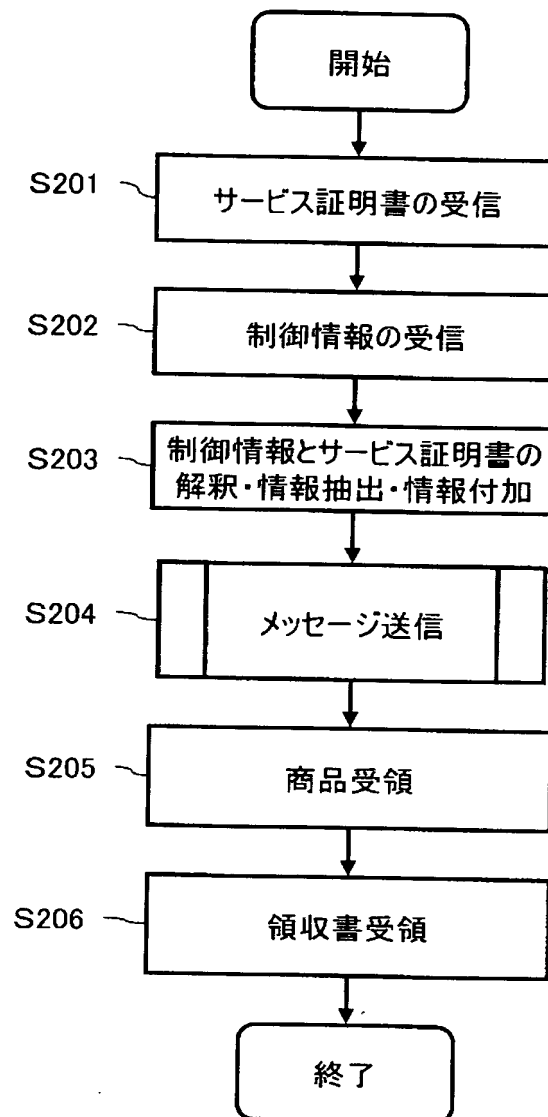 開始
S201
サービス証明書の受信
S202
制御情報の受信
S203
制御情報とサービス証明書の
解釈・情報抽出・情報付加
S204
メッセージ送信
S205
商品受領
S206
領収書受領
終了